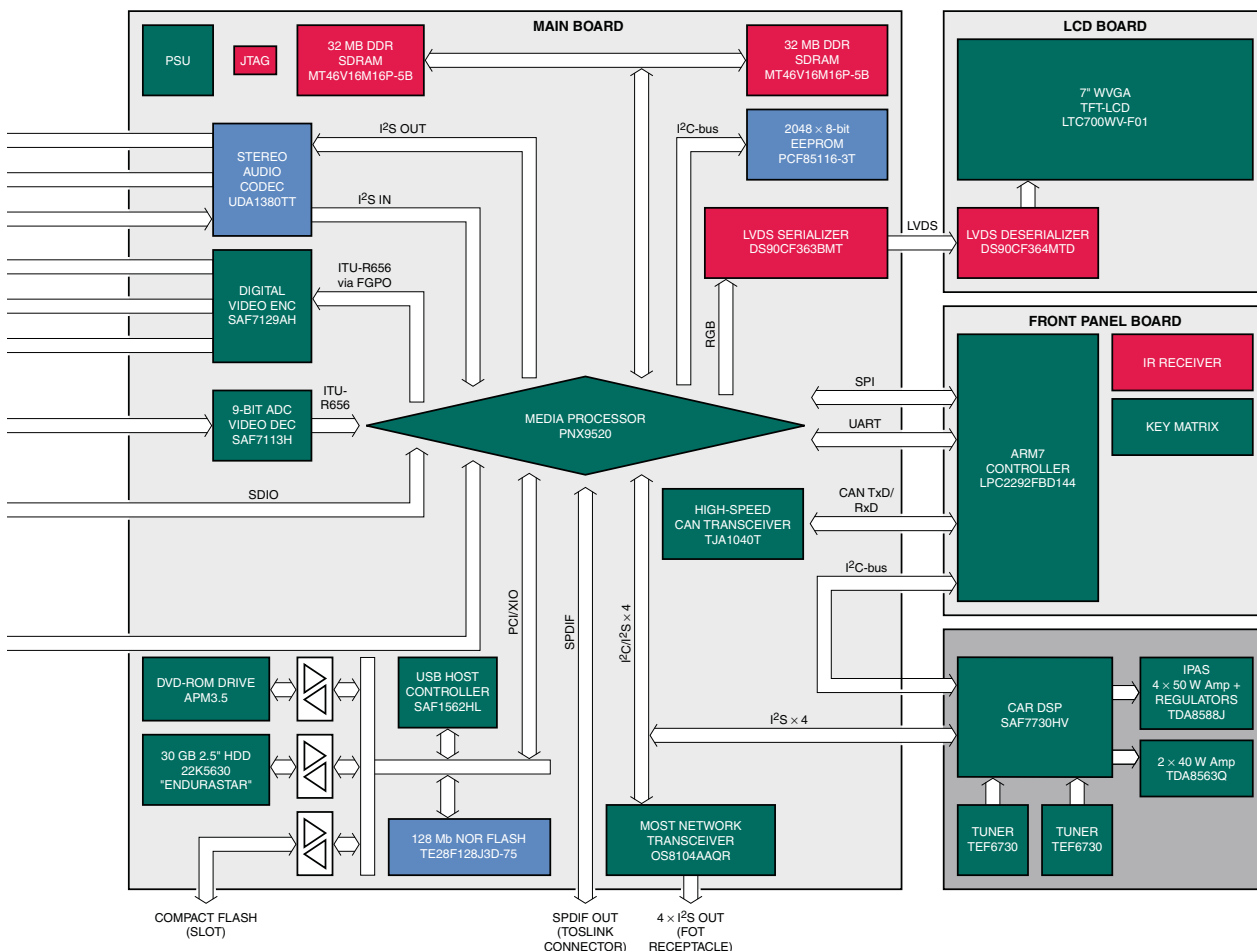 MAIN BOARD
PSU
JTAG
32 MB DDR
SDRAM
MT46V16M16P-5B
32 MB DDR
SDRAM
MT46V16M16P-5B
I²S OUT
STEREO
AUDIO
CODEC
UDA1380TT
I²S IN
I²C-bus
2048 × 8-bit
EEPROM
PCF85116-3T
LVDS SERIALIZER
DS90CF363BMT
LVDS
RGB
DIGITAL
VIDEO ENC
SAF7129AH
ITU-R656
via FGPO
9-BIT ADC
VIDEO DEC
SAF7113H
ITU-
R656
MEDIA PROCESSOR
PNX9520
SPI
UART
SDIO
HIGH-SPEED
CAN TRANSCEIVER
TJA1040T
CAN TxD/
RxD
I²C-bus
PCI/XIO
SPDIF
I²C/I²S × 4
DVD-ROM DRIVE
APM3.5
USB HOST
CONTROLLER
SAF1562HL
30 GB 2.5" HDD
22K5630
"ENDURASTAR"
I²S × 4
128 Mb NOR FLASH
TE28F128J3D-75
MOST NETWORK
TRANSCEIVER
OS8104AAQR
COMPACT FLASH
(SLOT)
SPDIF OUT
(TOSLINK
CONNECTOR)
4 × I²S OUT
(FOT
RECEPTACLE)
LCD BOARD
7" WVGA
TFT-LCD
LTC700WV-F01
LVDS DESERIALIZER
DS90CF364MTD
FRONT PANEL BOARD
IR RECEIVER
KEY MATRIX
ARM7
CONTROLLER
LPC2292FBD144
CAR DSP
SAF7730HV
IPAS
4 × 50 W Amp +
REGULATORS
TDA8588J
2 × 40 W Amp
TDA8563Q
TUNER
TEF6730
TUNER
TEF6730